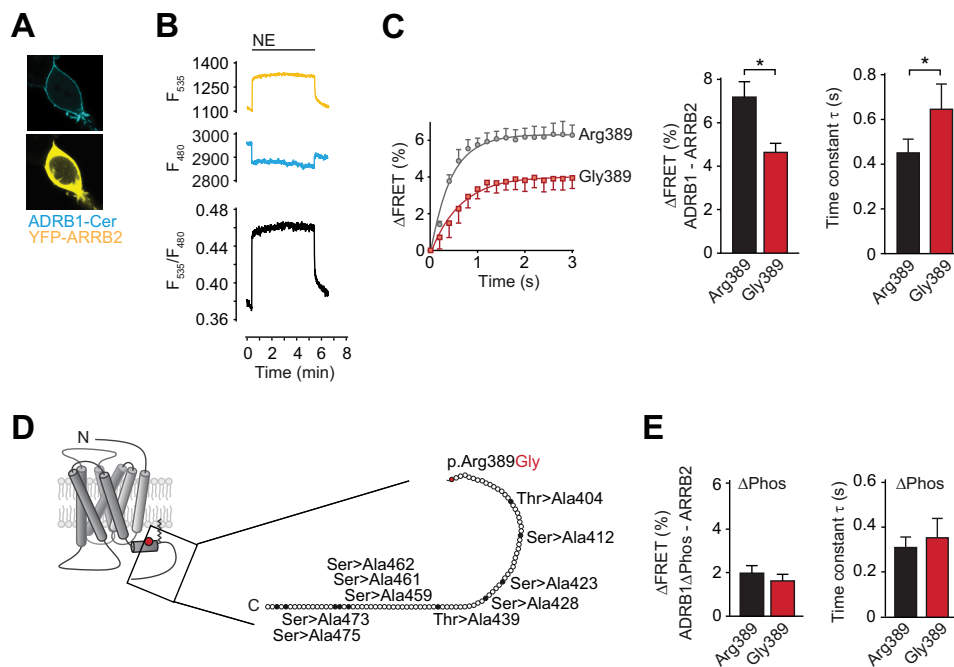 A
ADRB1-Cer
YFP-ARRB2
B
NE
F535
1400
1300
1200
1100
F480
3000
2900
2800
F535/F480
0.48
0.44
0.40
0.36
0 2 4 6 8
Time (min)
C
ΔFRET (%)
6
4
2
0
Arg389
Gly389
0 1 2 3
Time (s)
ΔFRET (%)
ADRB1 - ARRB2
8
6
4
2
0
*
Arg389
Gly389
Time constant τ (s)
0.8
0.6
0.4
0.2
0
*
Arg389
Gly389
D
N
p.Arg389Gly
Thr>Ala404
Ser>Ala412
Ser>Ala423
Ser>Ala428
Thr>Ala439
Ser>Ala462
Ser>Ala461
Ser>Ala459
C
Ser>Ala473
Ser>Ala475
E
ΔFRET (%)
ADRB1ΔPhos - ARRB2
6
4
2
0
ΔPhos
Arg389
Gly389
Time constant τ (s)
0.6
0.4
0.2
0
ΔPhos
Arg389
Gly389